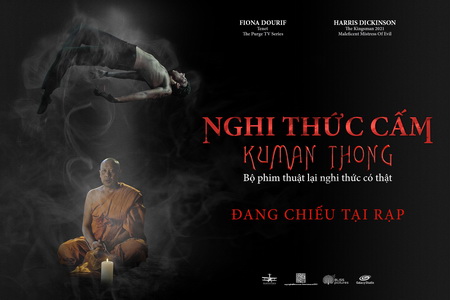 FIONA DOURIF
Tenet
The Purge TV Series
HARRIS DICKINSON
The Kingsman 2021
Maleficent Mistress Of Evil
NGHI THỨC CẤM
KUMAN THONG
Bộ phim thuật lại nghi thức có thật
ĐANG CHIẾU TẠI RẠP